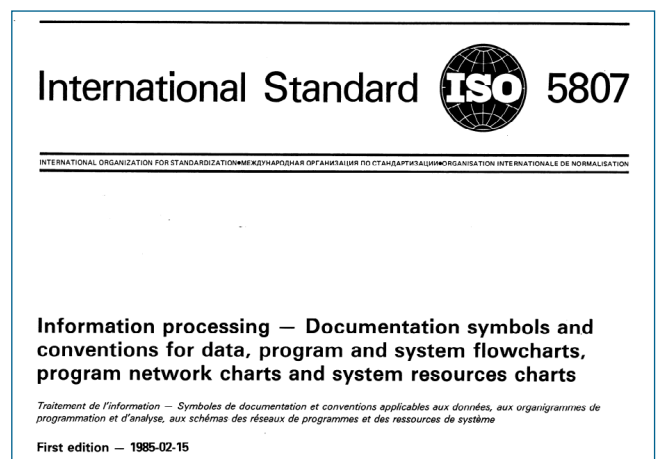 International Standard ISO 5807
INTERNATIONAL ORGANIZATION FOR STANDARDIZATION●МЕЖДУНАРОДНАЯ ОРГАНИЗАЦИЯ ПО СТАНДАРТИЗАЦИИ●ORGANISATION INTERNATIONALE DE NORMALISATION
Information processing — Documentation symbols and
conventions for data, program and system flowcharts,
program network charts and system resources charts
Traitement de l'information — Symboles de documentation et conventions applicables aux données, aux organigrammes de
programmation et d'analyse, aux schémas des réseaux de programmes et des ressources de système
First edition — 1985-02-15